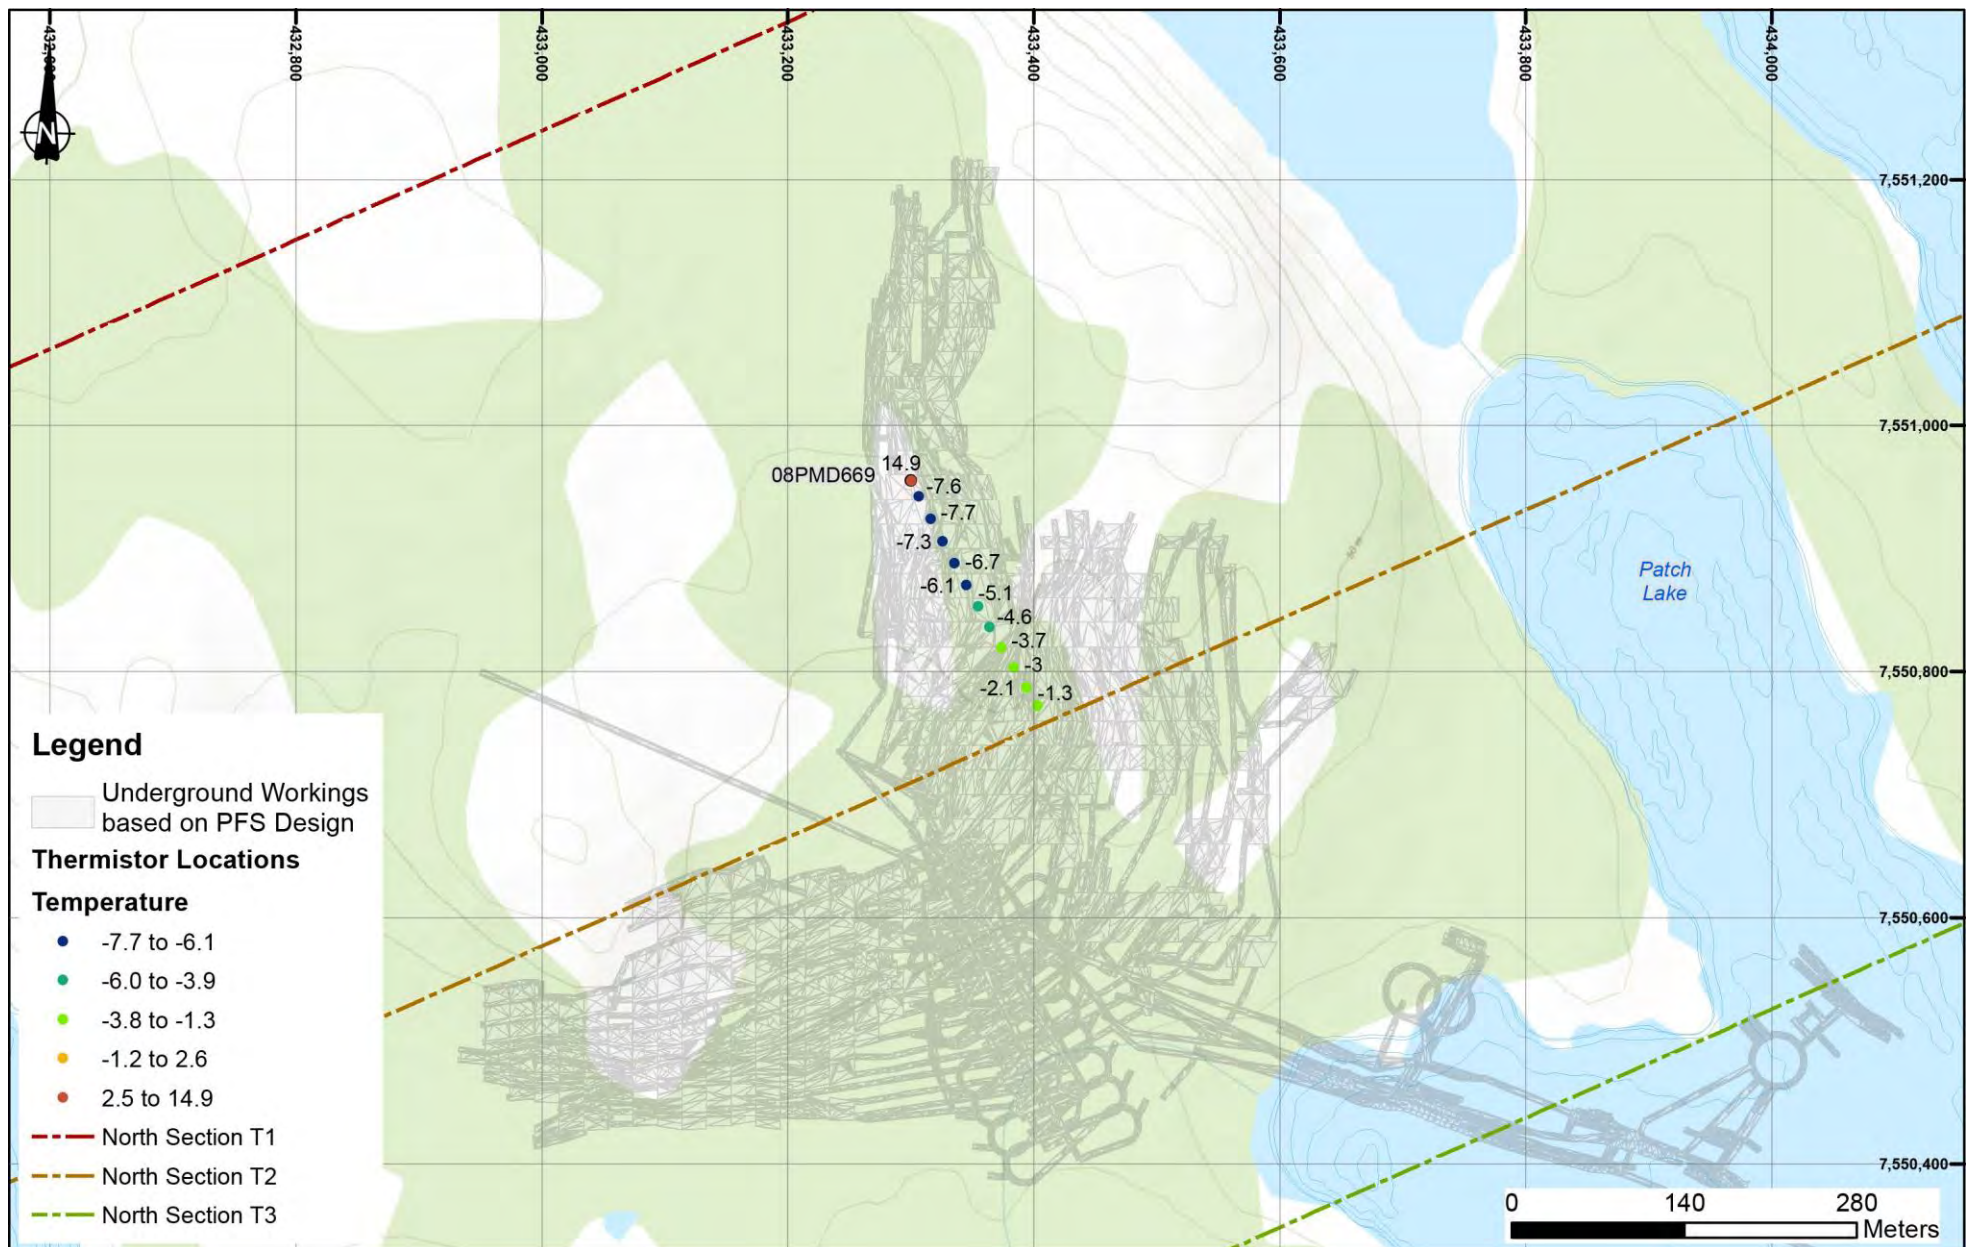 432,800
433,000
433,200
433,400
433,600
433,800
434,000
N
7,551,200
7,551,000
7,550,800
7,550,600
7,550,400
14.9
08PMD669
-7.6
-7.7
-7.3
-6.7
-6.1
-5.1
-4.6
-3.7
-3
-2.1
-1.3
Patch
Lake
Legend
Underground Workings
based on PFS Design
Thermistor Locations
Temperature
-7.7 to -6.1
-6.0 to -3.9
-3.8 to -1.3
-1.2 to 2.6
2.5 to 14.9
North Section T1
North Section T2
North Section T3
0 140 280
Meters